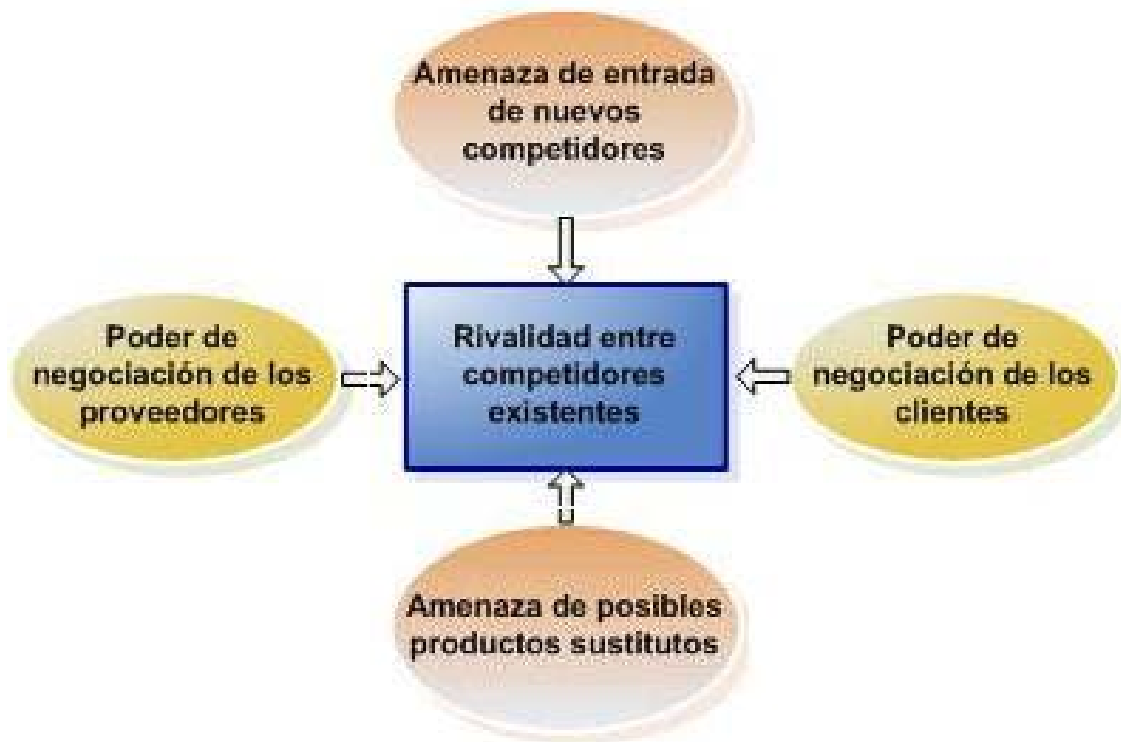 Amenaza de entrada
de nuevos
competidores
Poder de
negociación de los
proveedores
Rivalidad entre
competidores
existentes
Poder de
negociación de los
clientes
Amenaza de posibles
productos sustitutos